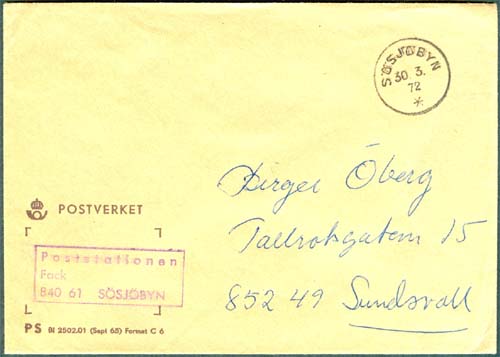 SÖSJÖBYN
30. 3.
72
*
Birger Öberg
Tallrotsgatan 15
852 49 Sundsvall
POSTVERKET
Poststationen
Fack
840 61 SÖSJÖBYN
PS Bl 2502.01 (Sept 65) Format C 6